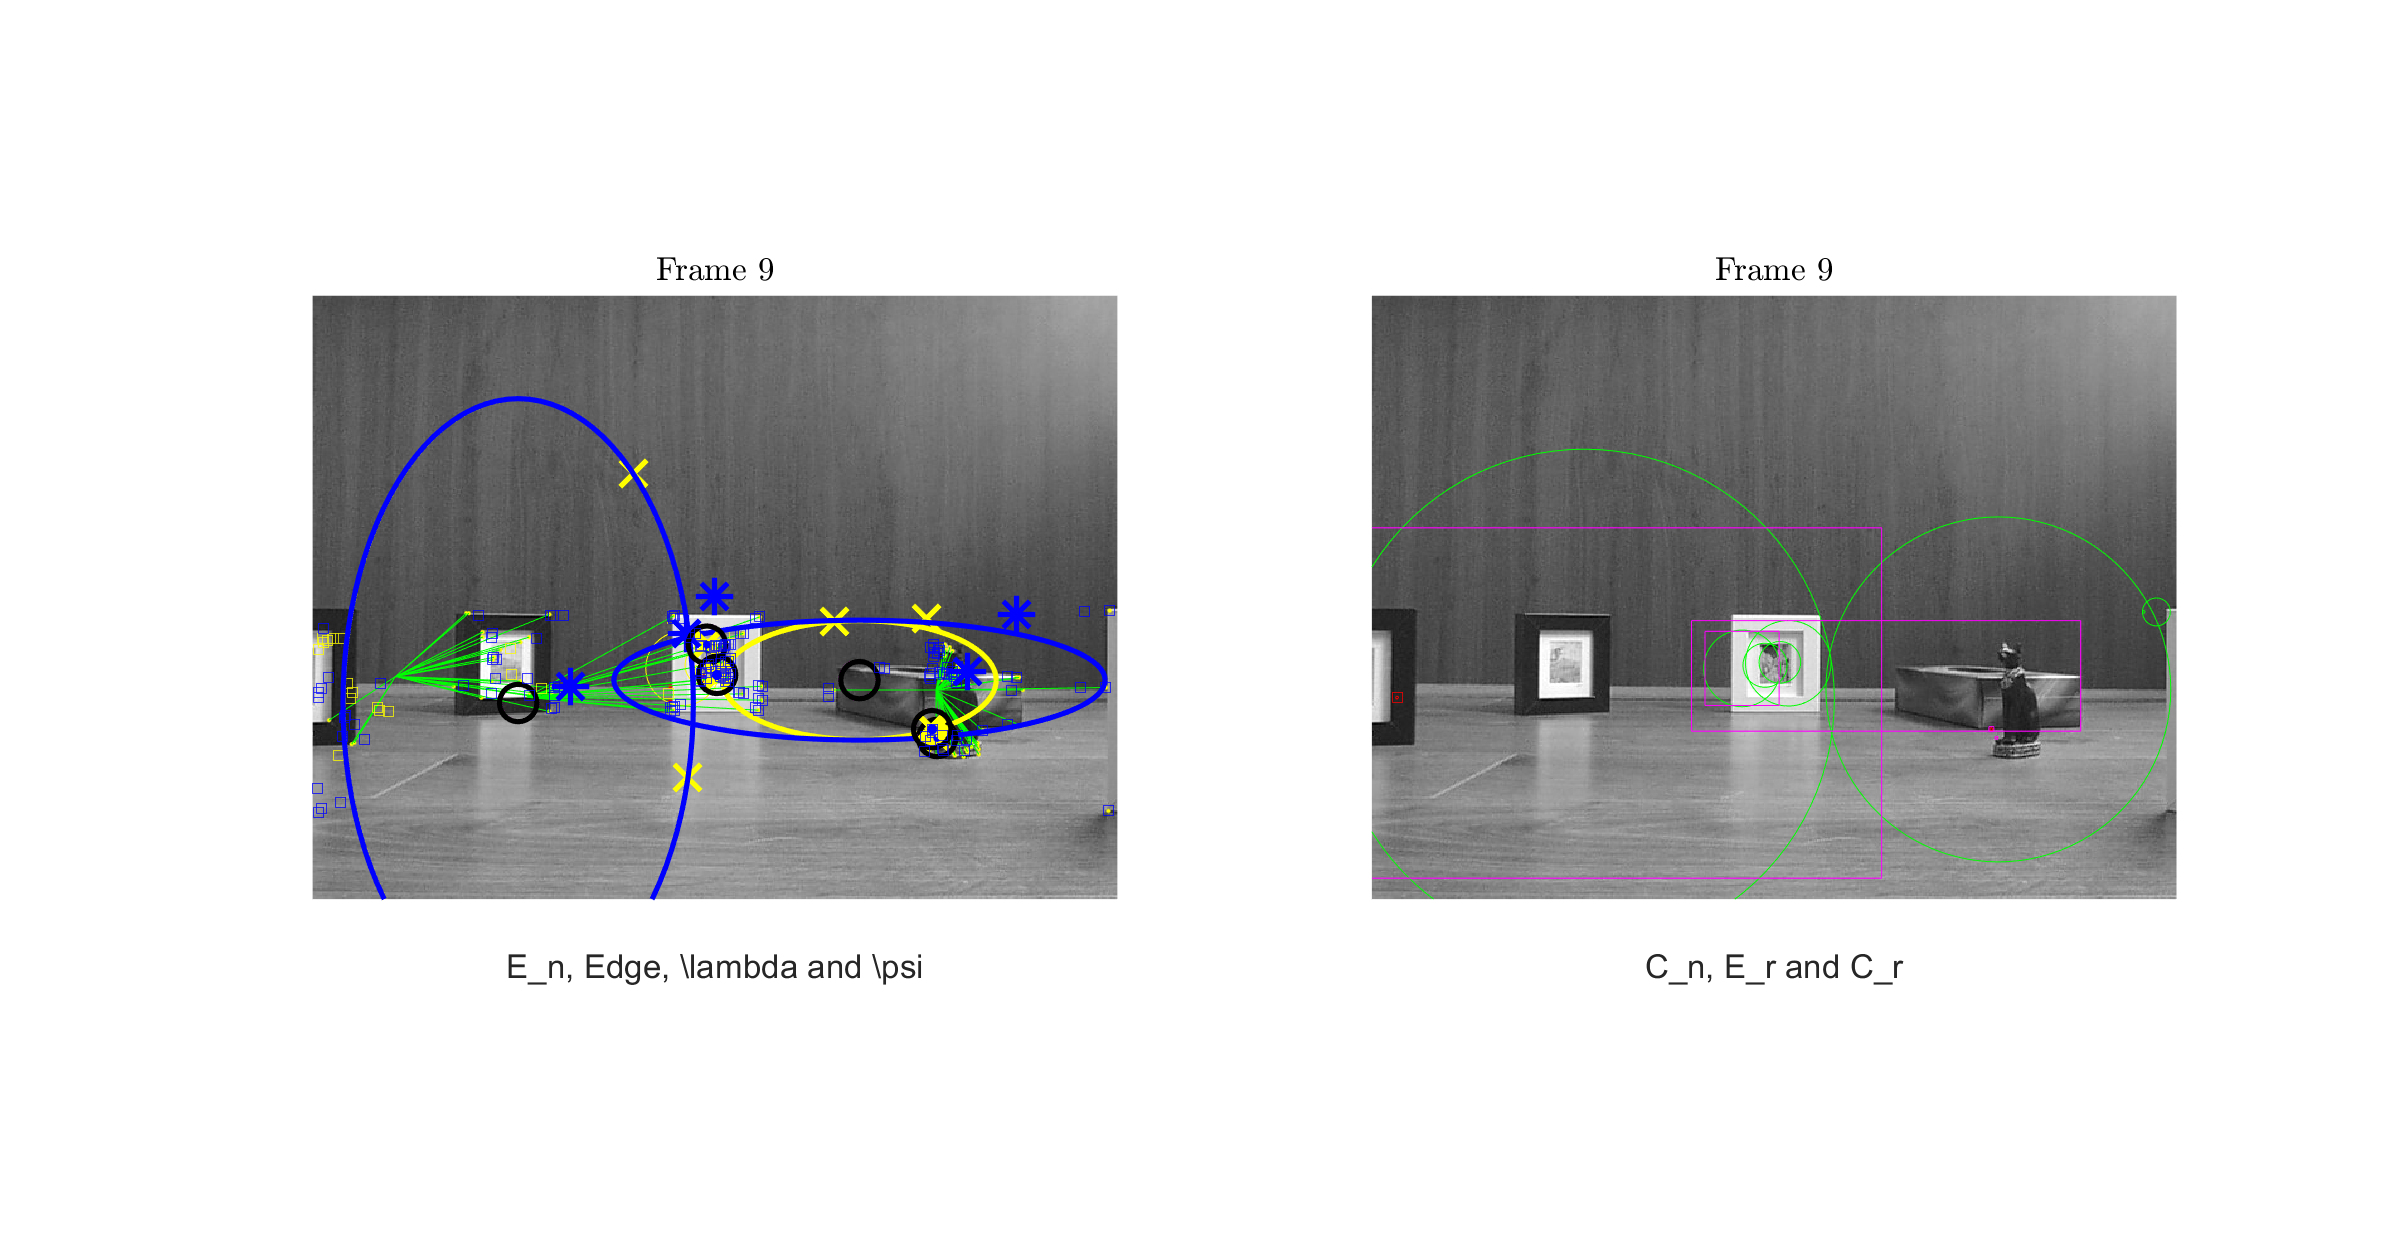 Frame 9
Frame 9
E_n, Edge, \lambda and \psi
C_n, E_r and C_r